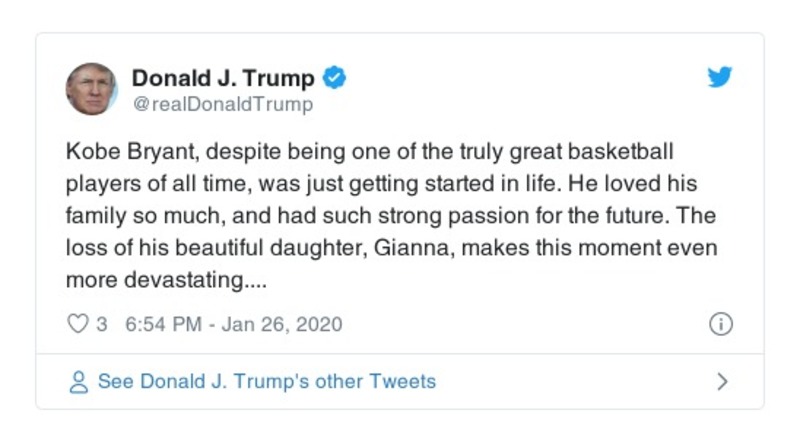 Donald J. Trump
@realDonaldTrump
Kobe Bryant, despite being one of the truly great basketball
players of all time, was just getting started in life. He loved his
family so much, and had such strong passion for the future. The
loss of his beautiful daughter, Gianna, makes this moment even
more devastating....
3 6:54 PM - Jan 26, 2020
See Donald J. Trump's other Tweets